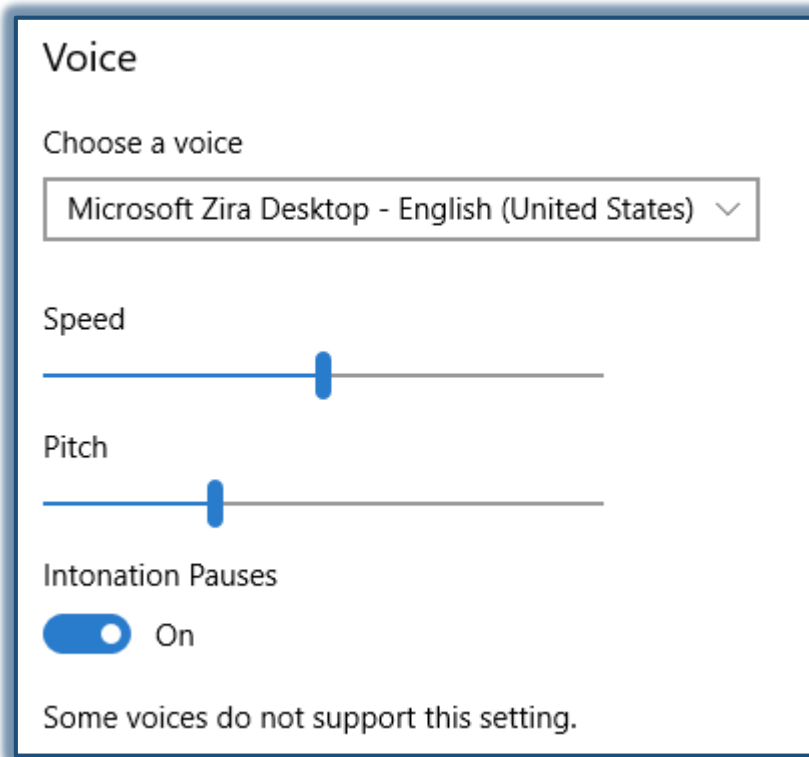 Voice
Choose a voice
Microsoft Zira Desktop - English (United States)
Speed
Pitch
Intonation Pauses
On
Some voices do not support this setting.